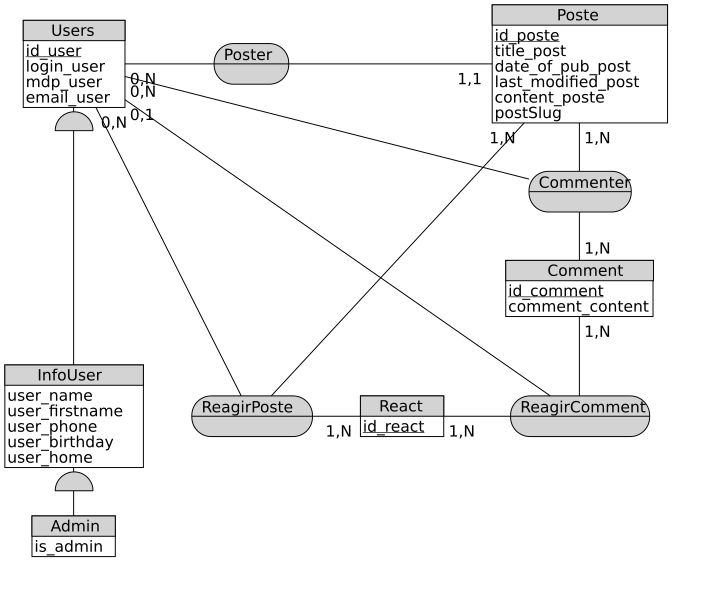 Users
id_user
login_user
mdp_user
email_user
Poster
Poste
id_poste
title_post
date_of_pub_post
last_modified_post
content_poste
postSlug
0,N
0,N
0,1
0,N
1,1
1,N
1,N
Commenter
1,N
Comment
id_comment
comment_content
1,N
InfoUser
user_name
user_firstname
user_phone
user_birthday
user_home
ReagirPoste
1,N
React
id_react
1,N
ReagirComment
Admin
is_admin